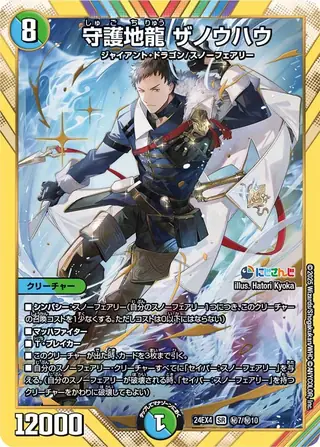 8
しゅごちりゅう
守護地龍 ザノウハウ
ジャイアント・ドラゴン/スノーフェアリー
にじさんじ
illus. Hatori Kyoka
クリーチャー
■シンパシー:スノーフェアリー(自分のスノーフェアリー1つにつき、このクリーチャー
の召喚コストを1少なくする。ただしコストは0以下にはならない)
■マッハファイター
■T・ブレイカー
■このクリーチャーが出た時、カードを3枚まで引く。
■自分のスノーフェアリー・クリーチャーすべてに「セイバー:スノーフェアリー」を与え
る。(自分のスノーフェアリーが破壊される時、「セイバー:スノーフェアリー」を持つ
クリーチャーをかわりに破壊してもよい)
12000
1
24EX4 SR ㊙7/㊙10
©2025 Wizards/Shogakukan/WHC ©ANYCOLOR, Inc.